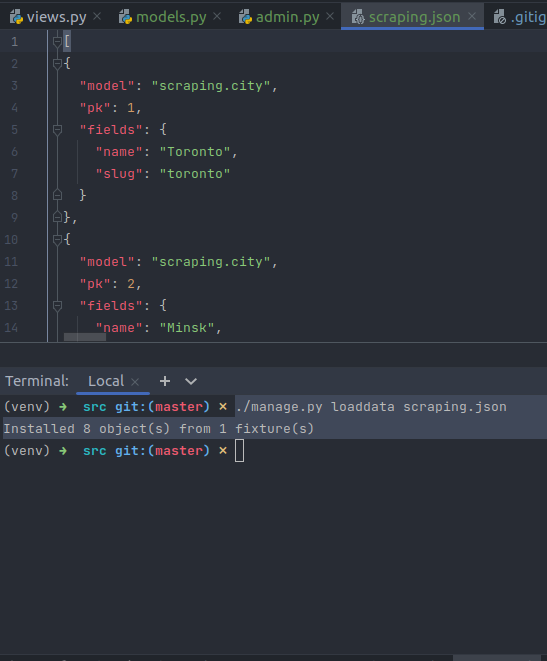 views.py × models.py × admin.py × scraping.json × .gitig
1 [
2 {
3 "model": "scraping.city",
4 "pk": 1,
5 "fields": {
6 "name": "Toronto",
7 "slug": "toronto"
8 }
9 },
10 {
11 "model": "scraping.city",
12 "pk": 2,
13 "fields": {
14 "name": "Minsk",
Terminal: Local × +
(venv) → src git:(master) × ./manage.py loaddata scraping.json
Installed 8 object(s) from 1 fixture(s)
(venv) → src git:(master) ×